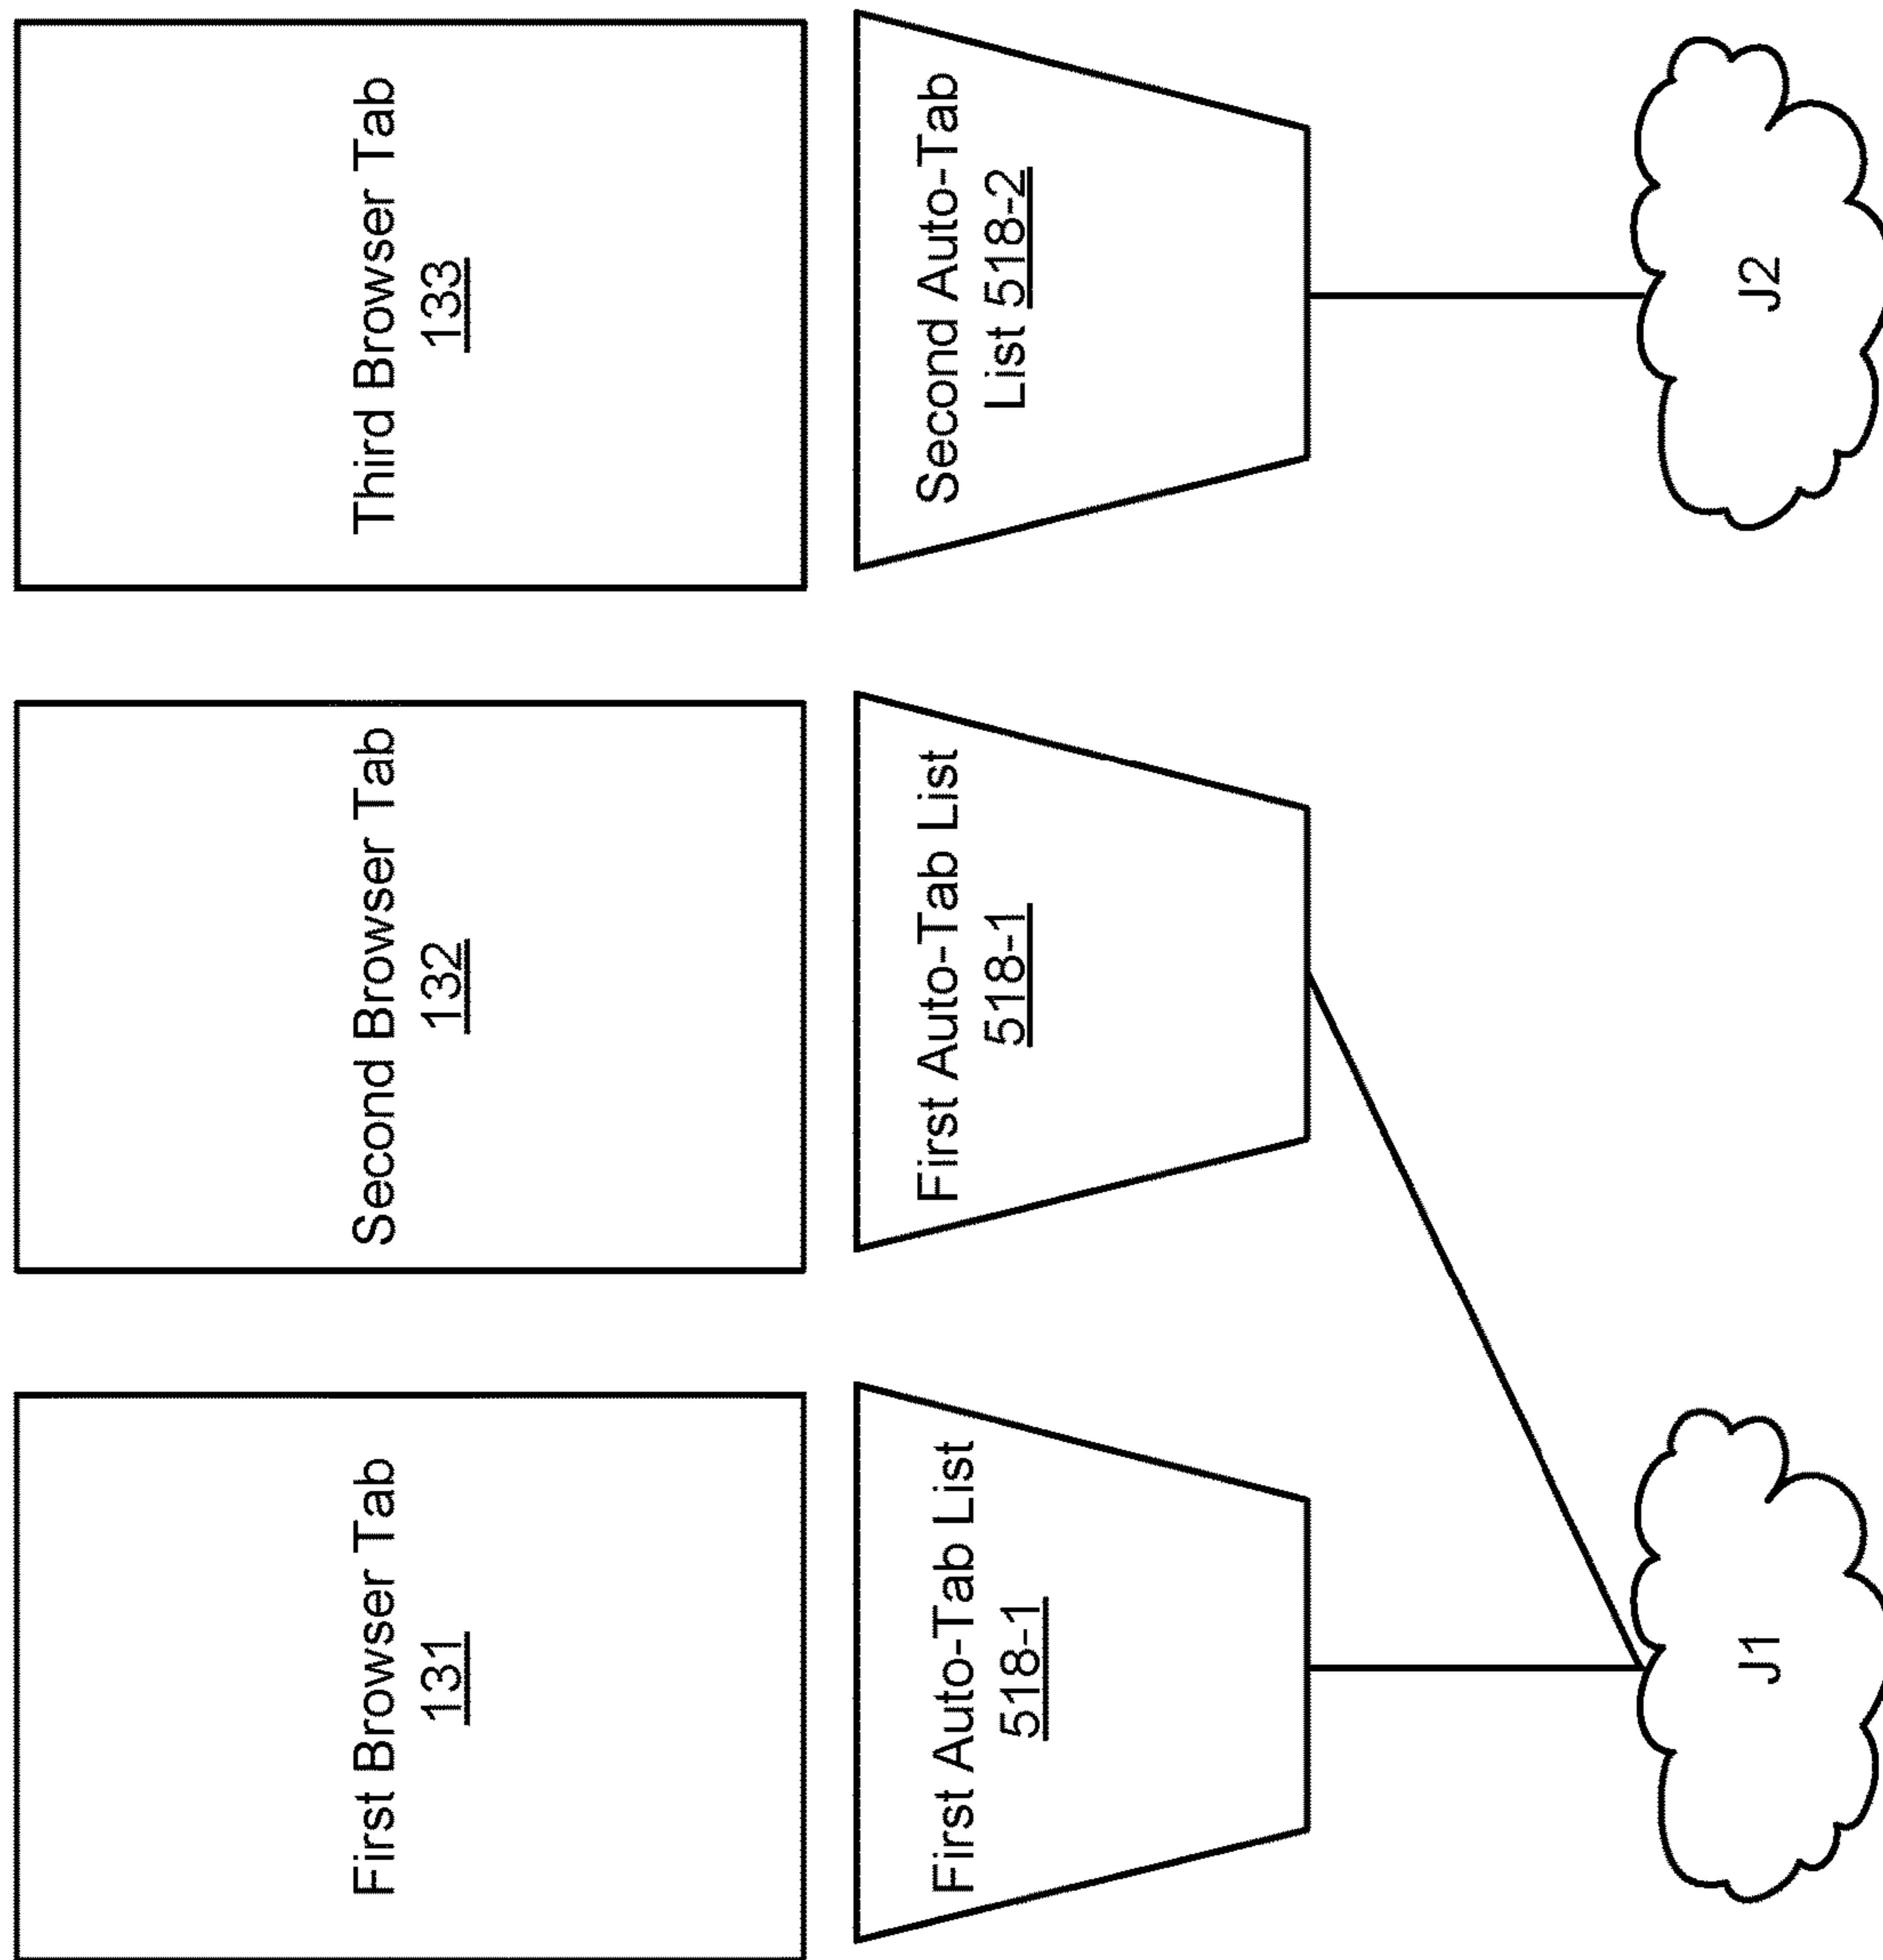 First Browser Tab
131
First Auto-Tab List
518-1
J1
Second Browser Tab
132
First Auto-Tab List
518-1
Third Browser Tab
133
Second Auto-Tab
List 518-2
J2